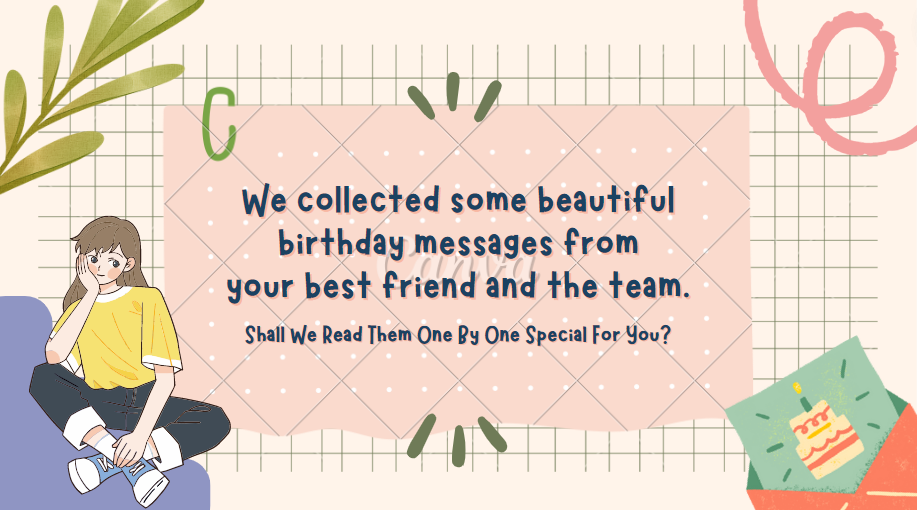 We collected some beautiful
birthday messages from
Canva
your best friend and the team.
Shall We Read Them One By One Special For You?